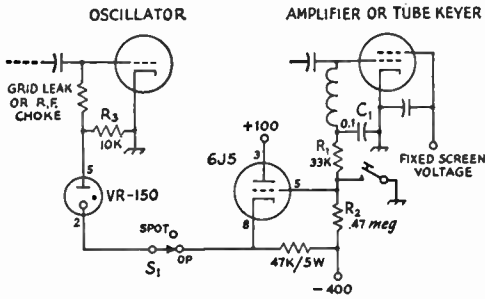 OSCILLATOR
AMPLIFIER OR TUBE KEYER
GRID LEAK
OR R.F.
CHOKE
R3
10K
+100
0.1
C1
R1
33K
FIXED SCREEN
VOLTAGE
5
VR-150
2
6J5
3
5
8
R2
.47 meg
SPOT
OP
S1
47K/5W
-400